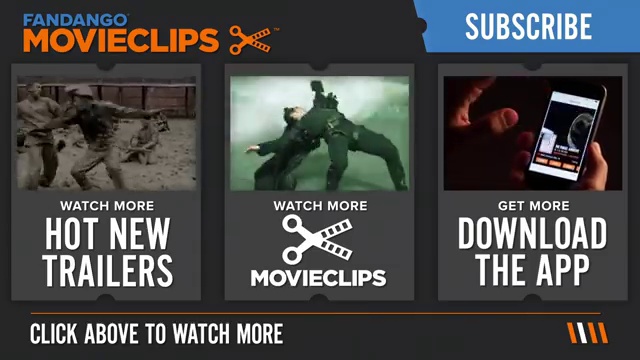 FANDANGO
MOVIECLIPS™
SUBSCRIBE
WATCH MORE
HOT NEW
TRAILERS
WATCH MORE
MOVIECLIPS
GET MORE
DOWNLOAD
THE APP
CLICK ABOVE TO WATCH MORE